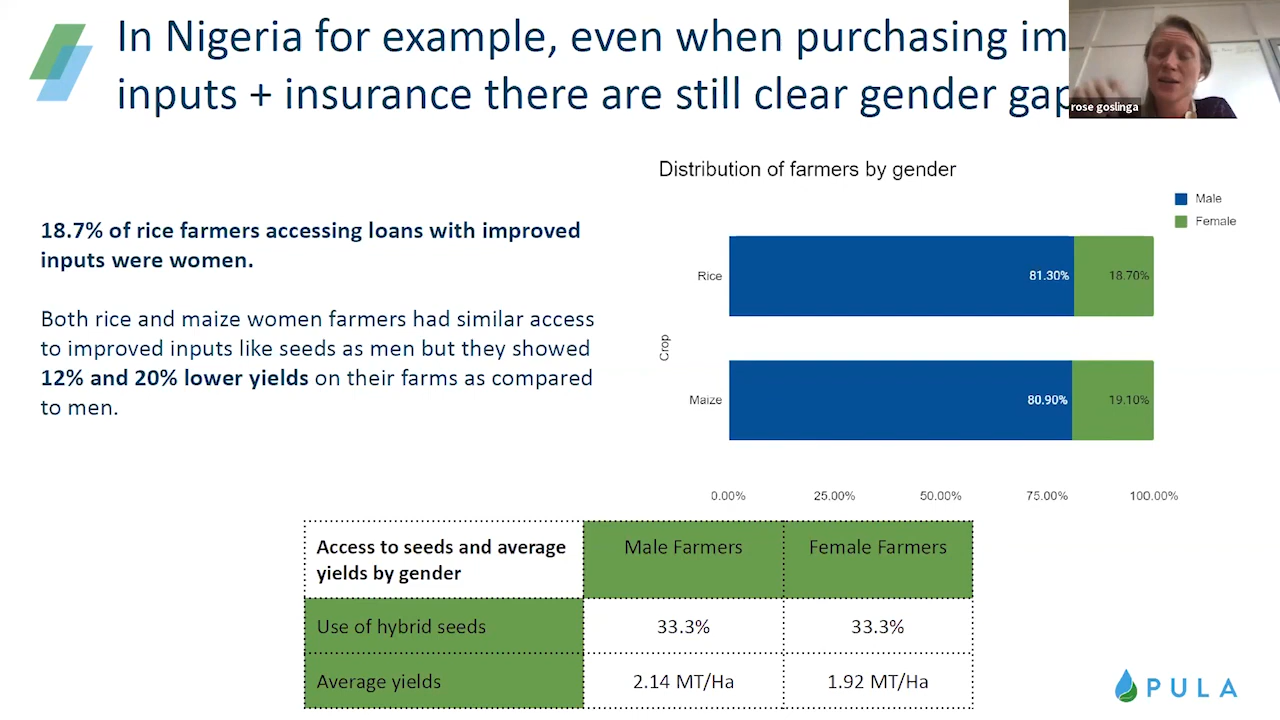 In Nigeria for example, even when purchasing im
inputs + insurance there are still clear gender gap
rose goslinga
18.7% of rice farmers accessing loans with improved
inputs were women.
Both rice and maize women farmers had similar access
to improved inputs like seeds as men but they showed
12% and 20% lower yields on their farms as compared
to men.
Distribution of farmers by gender
Male
Female
Crop
Rice
81.30%
18.70%
Maize
80.90%
19.10%
0.00% 25.00% 50.00% 75.00% 100.00%
Access to seeds and average
yields by gender
Male Farmers
Female Farmers
Use of hybrid seeds
33.3%
33.3%
Average yields
2.14 MT/Ha
1.92 MT/Ha
PULA